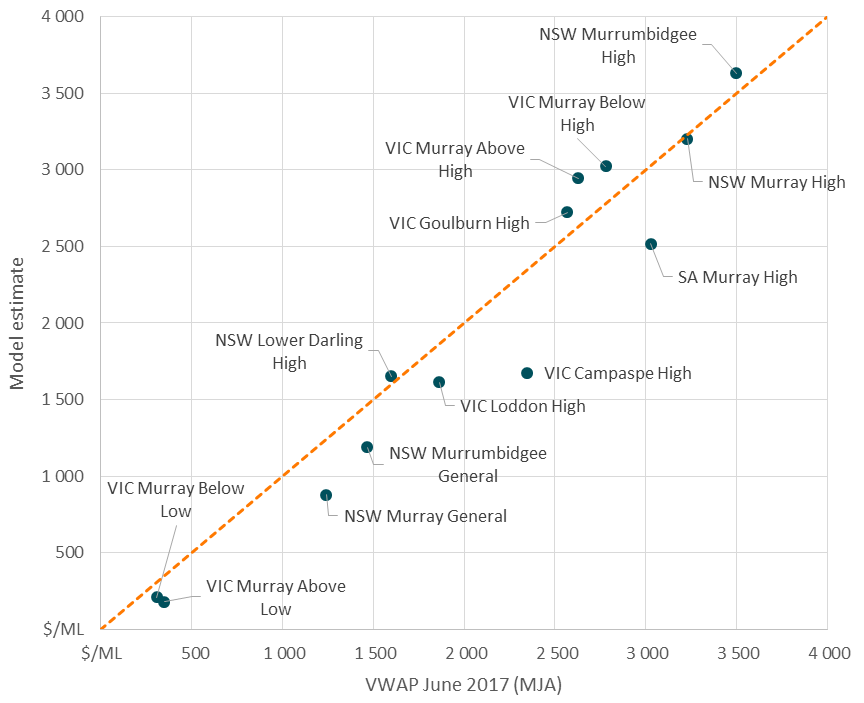 4 000
NSW Murrumbidgee
High
3 500
VIC Murray Below
High
VIC Murray Above
High
3 000
NSW Murray High
VIC Goulburn High
2 500
SA Murray High
Model estimate
2 000
NSW Lower Darling
High
VIC Campaspe High
1 500
VIC Loddon High
NSW Murrumbidgee
General
1 000
VIC Murray Below
Low
NSW Murray General
500
VIC Murray Above
Low
$/ML
$/ML 500 1 000 1 500 2 000 2 500 3 000 3 500 4 000
VWAP June 2017 (MJA)